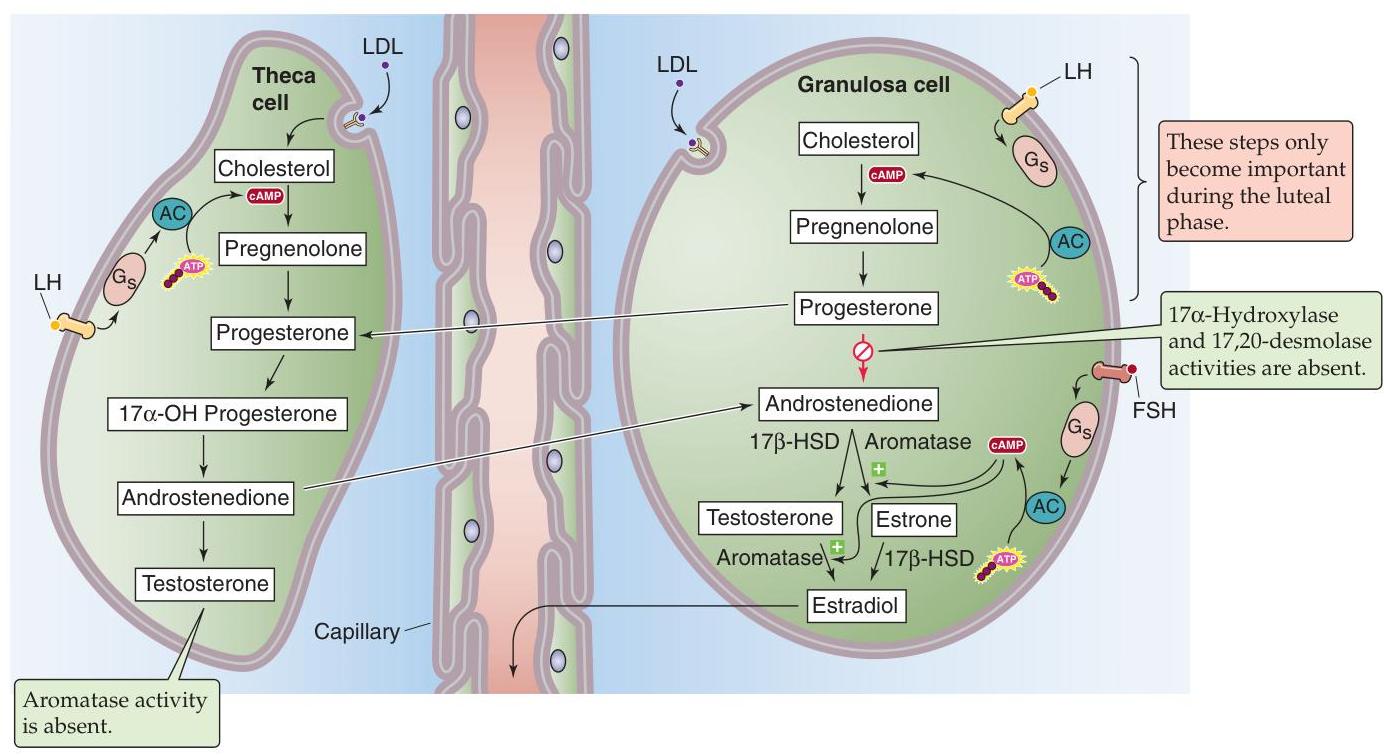 LDL
Theca
cell
Cholesterol
cAMP
AC
ATP
Pregnenolone
Gs
LH
Progesterone
17α-OH Progesterone
Androstenedione
Testosterone
Aromatase activity
is absent.
Capillary
LDL
Granulosa cell
LH
Gs
Cholesterol
cAMP
AC
ATP
Pregnenolone
Progesterone
These steps only
become important
during the luteal
phase.
17α-Hydroxylase
and 17,20-desmolase
activities are absent.
FSH
Gs
Androstenedione
17β-HSD Aromatase
cAMP
+
AC
ATP
Testosterone
Estrone
+
Aromatase
17β-HSD
Estradiol